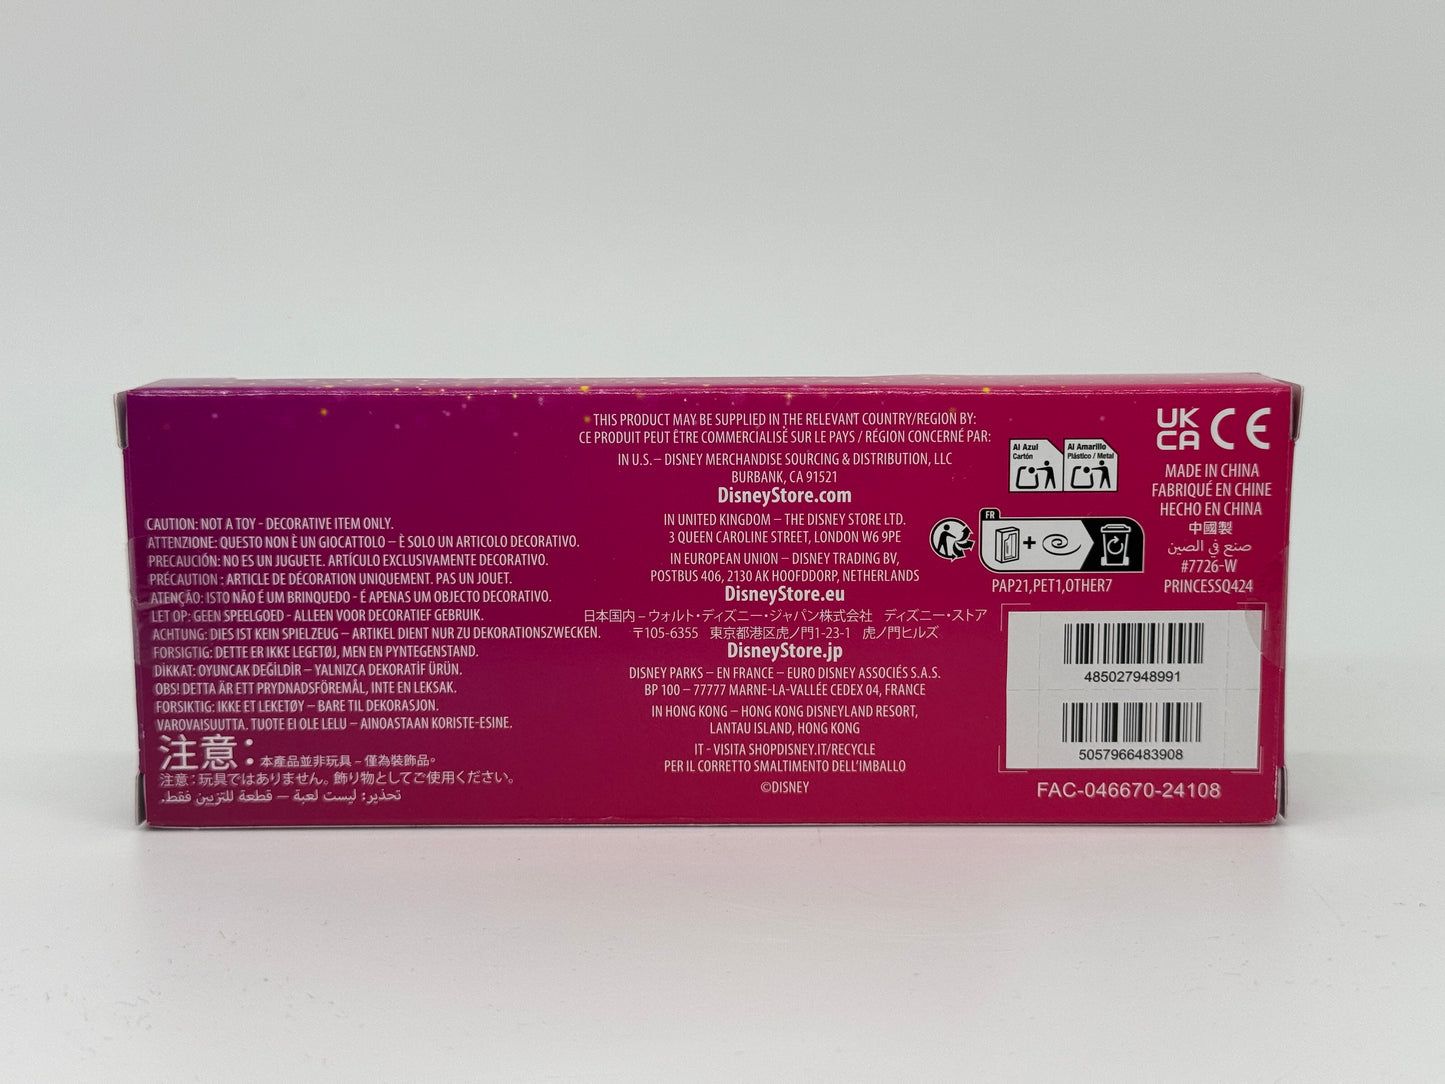 CAUTION: NOT A TOY - DECORATIVE ITEM ONLY.
ATTENZIONE: QUESTO NON È UN GIOCATTOLO – È SOLO UN ARTICOLO DECORATIVO.
PRECAUCIÓN: NO ES UN JUGUETE. ARTÍCULO EXCLUSIVAMENTE DECORATIVO.
PRÉCAUTION : ARTICLE DE DÉCORATION UNIQUEMENT. PAS UN JOUET.
ATENÇÃO: ISTO NÃO É UM BRINQUEDO - É APENAS UM OBJECTO DECORATIVO.
LET OP: GEEN SPEELGOED - ALLEEN VOOR DECORATIEF GEBRUIK.
ACHTUNG: DIES IST KEIN SPIELZEUG – ARTIKEL DIENT NUR ZU DEKORATIONSZWECKEN.
FORSIGTIG: DETTE ER IKKE LEGETØJ, MEN EN PYNTEGENSTAND.
DİKKAT: OYUNCAK DEĞİLDİR – YALNIZCA DEKORATİF ÜRÜN.
OBS! DETTA ÄR ETT PRYDNADSFÖREMÅL, INTE EN LEKSAK.
FORSIKTIG: IKKE ET LEKETØY – BARE TIL DEKORASJON.
VAROVAISUUTTA. TUOTE EI OLE LELU – AINOASTAAN KORISTE-ESINE.
注意：本產品並非玩具 – 僅為裝飾品。
注意：玩具ではありません。飾り物としてご使用ください。
تحذير: ليست لعبة – قطعة للتزيين فقط.
THIS PRODUCT MAY BE SUPPLIED IN THE RELEVANT COUNTRY/REGION BY:
CE PRODUIT PEUT ÊTRE COMMERCIALISÉ SUR LE PAYS / RÉGION CONCERNÉ PAR:
IN U.S. – DISNEY MERCHANDISE SOURCING & DISTRIBUTION, LLC
BURBANK, CA 91521
DisneyStore.com
IN UNITED KINGDOM – THE DISNEY STORE LTD.
3 QUEEN CAROLINE STREET, LONDON W6 9PE
IN EUROPEAN UNION – DISNEY TRADING BV,
POSTBUS 406, 2130 AK HOOFDDORP, NETHERLANDS
DisneyStore.eu
日本国内 – ウォルト・ディズニー・ジャパン株式会社 ディズニー・ストア
〒105-6355 東京都港区虎ノ門1-23-1 虎ノ門ヒルズ
DisneyStore.jp
DISNEY PARKS – EN FRANCE – EURO DISNEY ASSOCIÉS S.A.S.
BP 100 – 77777 MARNE-LA-VALLÉE CEDEX 04, FRANCE
IN HONG KONG – HONG KONG DISNEYLAND RESORT,
LANTAU ISLAND, HONG KONG
IT - VISITA SHOPDISNEY.IT/RECYCLE
PER IL CORRETTO SMALTIMENTO DELL'IMBALLO
©DISNEY
Al Azul
Cartón
Al Amarillo
Plástico / Metal
FR
+
PAP21,PET1,OTHER7
UK
CA CE
MADE IN CHINA
FABRIQUÉ EN CHINE
HECHO EN CHINA
中國製
صنع في الصين
#7726-W
PRINCESSQ424
485027948991
5057966483908
FAC-046670-24108